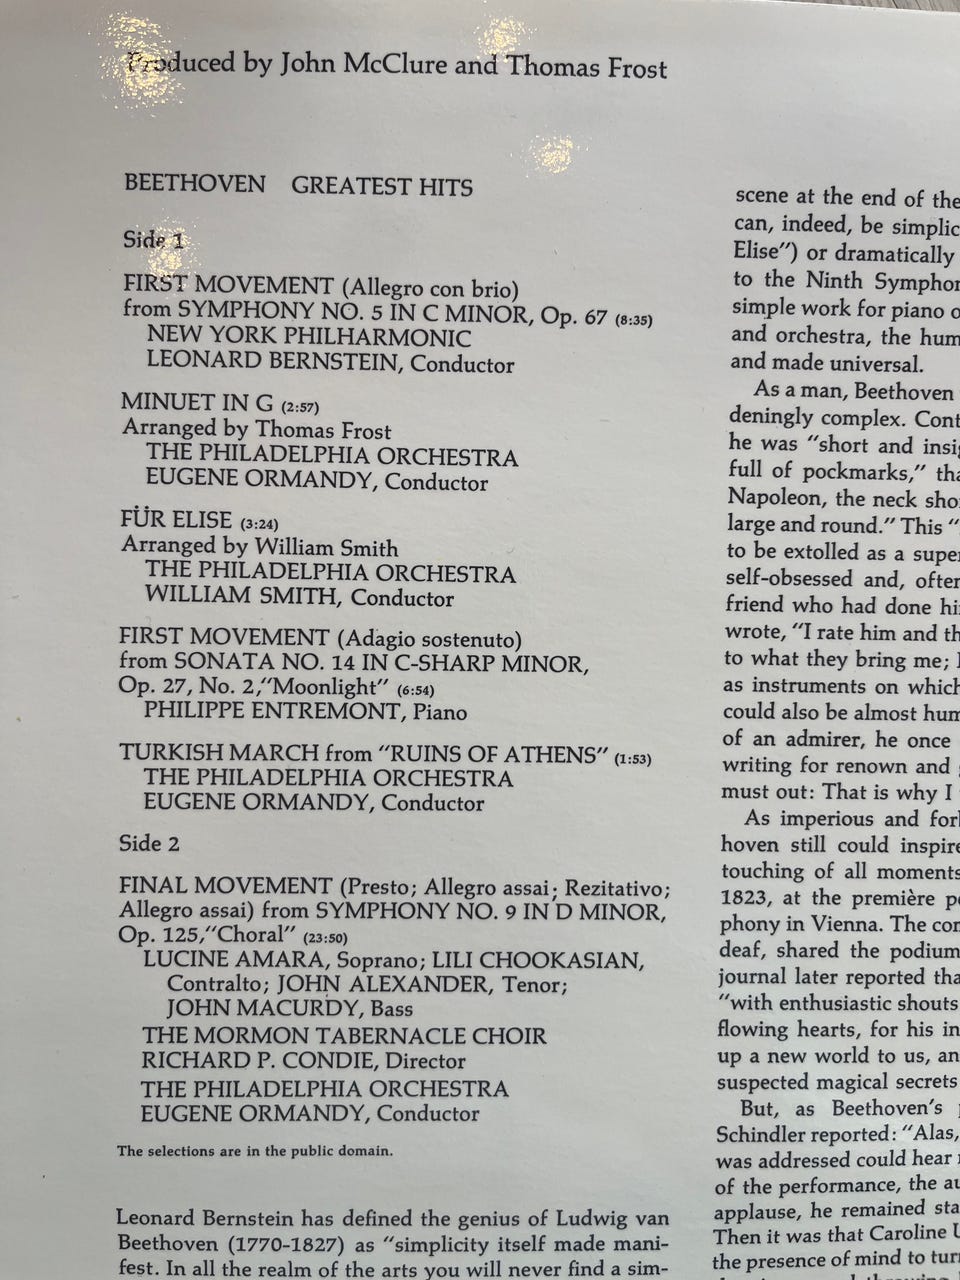 Produced by John McClure and Thomas Frost
BEETHOVEN GREATEST HITS
Side 1
FIRST MOVEMENT (Allegro con brio)
from SYMPHONY NO. 5 IN C MINOR, Op. 67 (8:35)
NEW YORK PHILHARMONIC
LEONARD BERNSTEIN, Conductor
MINUET IN G (2:57)
Arranged by Thomas Frost
THE PHILADELPHIA ORCHESTRA
EUGENE ORMANDY, Conductor
FÜR ELISE (3:24)
Arranged by William Smith
THE PHILADELPHIA ORCHESTRA
WILLIAM SMITH, Conductor
FIRST MOVEMENT (Adagio sostenuto)
from SONATA NO. 14 IN C-SHARP MINOR,
Op. 27, No. 2,"Moonlight" (6:54)
PHILIPPE ENTREMONT, Piano
TURKISH MARCH from "RUINS OF ATHENS" (1:53)
THE PHILADELPHIA ORCHESTRA
EUGENE ORMANDY, Conductor
Side 2
FINAL MOVEMENT (Presto; Allegro assai; Rezitativo;
Allegro assai) from SYMPHONY NO. 9 IN D MINOR,
Op. 125,"Choral" (23:50)
LUCINE AMARA, Soprano; LILI CHOOKASIAN,
Contralto; JOHN ALEXANDER, Tenor;
JOHN MACURDY, Bass
THE MORMON TABERNACLE CHOIR
RICHARD P. CONDIE, Director
THE PHILADELPHIA ORCHESTRA
EUGENE ORMANDY, Conductor
The selections are in the public domain.
Leonard Bernstein has defined the genius of Ludwig van
Beethoven (1770-1827) as "simplicity itself made mani-
fest. In all the realm of the arts you will never find a sim-
scene at the end of the
can, indeed, be simplic
Elise") or dramatically
to the Ninth Symphon
simple work for piano o
and orchestra, the hum
and made universal.
As a man, Beethoven
deningly complex. Cont
he was "short and insig
full of pockmarks," tha
Napoleon, the neck sho
large and round." This "
to be extolled as a super
self-obsessed and, often
friend who had done hi
wrote, "I rate him and th
to what they bring me; I
as instruments on which
could also be almost hum
of an admirer, he once
writing for renown and
must out: That is why I
As imperious and forb
hoven still could inspire
touching of all moments
1823, at the première pe
phony in Vienna. The con
deaf, shared the podium
journal later reported tha
"with enthusiastic shouts
flowing hearts, for his in
up a new world to us, an
suspected magical secrets
But, as Beethoven's
Schindler reported: "Alas,
was addressed could hear
of the performance, the au
applause, he remained sta
Then it was that Caroline U
the presence of mind to turn